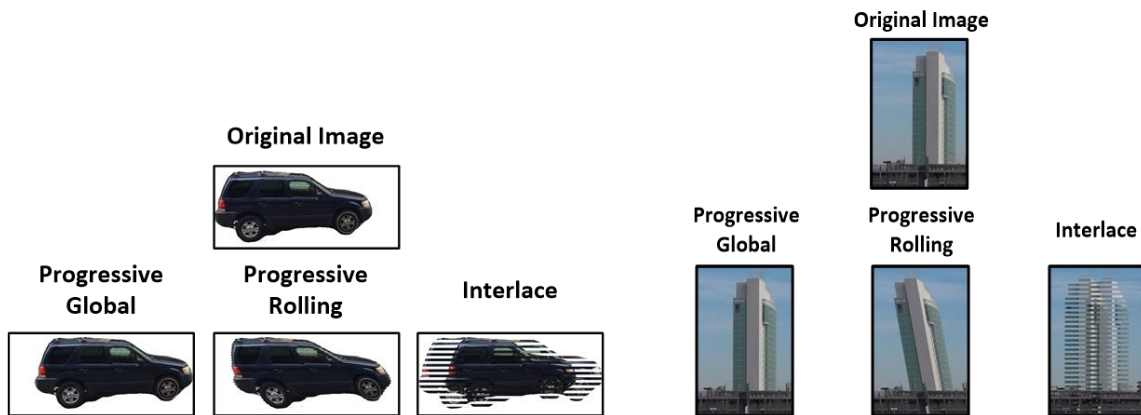 Original Image
Progressive
Global
Progressive
Rolling
Interlace
Original Image
Progressive
Global
Progressive
Rolling
Interlace